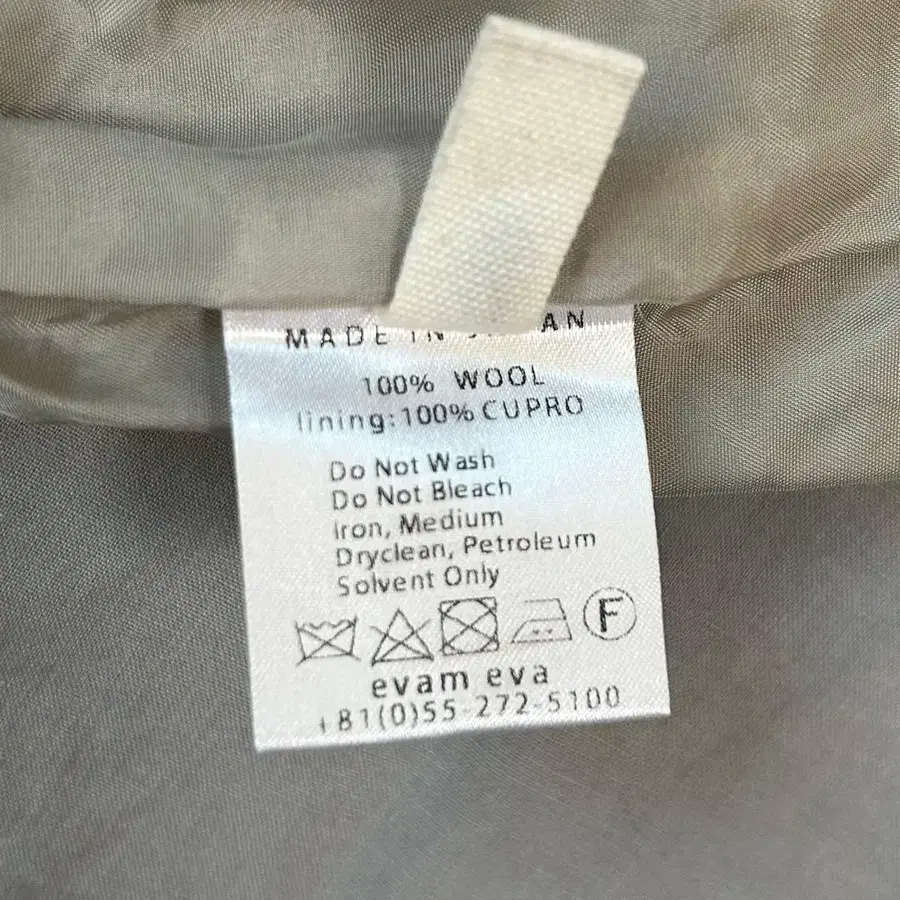 MADE IN JAPAN
100% WOOL
lining:100% CUPRO
Do Not Wash
Do Not Bleach
Iron, Medium
Dryclean, Petroleum
Solvent Only
F
evam eva
+81(0)55-272-5100